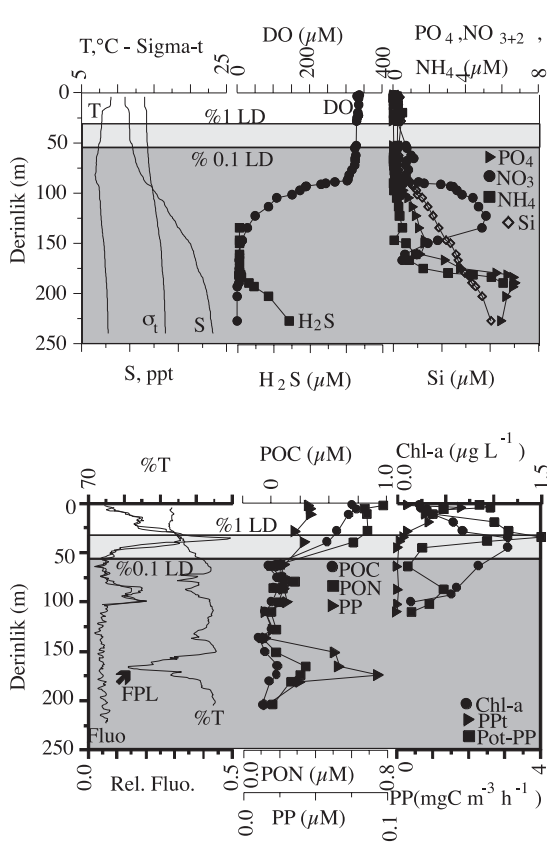 T,°C - Sigma-t
DO (µM)
PO4 ,NO3+2 ,
NH4 (µM)
5
25
0
200
400
0
4
8
0
50
100
150
200
250
Derinlik (m)
T
%1 LD
% 0.1 LD
σt
S
DO
H2S
PO4
NO3
NH4
Si
S, ppt
H2S (µM)
Si (µM)
70
%T
POC (µM)
0
1.0
Chl-a (µg L-1)
0.0
1.5
0
50
100
150
200
250
Derinlik (m)
%1 LD
%0.1 LD
FPL
Fluo
%T
POC
PON
PP
Chl-a
PPt
Pot-PP
0.0
Rel. Fluo.
0.5
0.0
PON (µM)
0.8
0.0
PP (µM)
0.1
0
PP(mgC m-3 h-1)
4